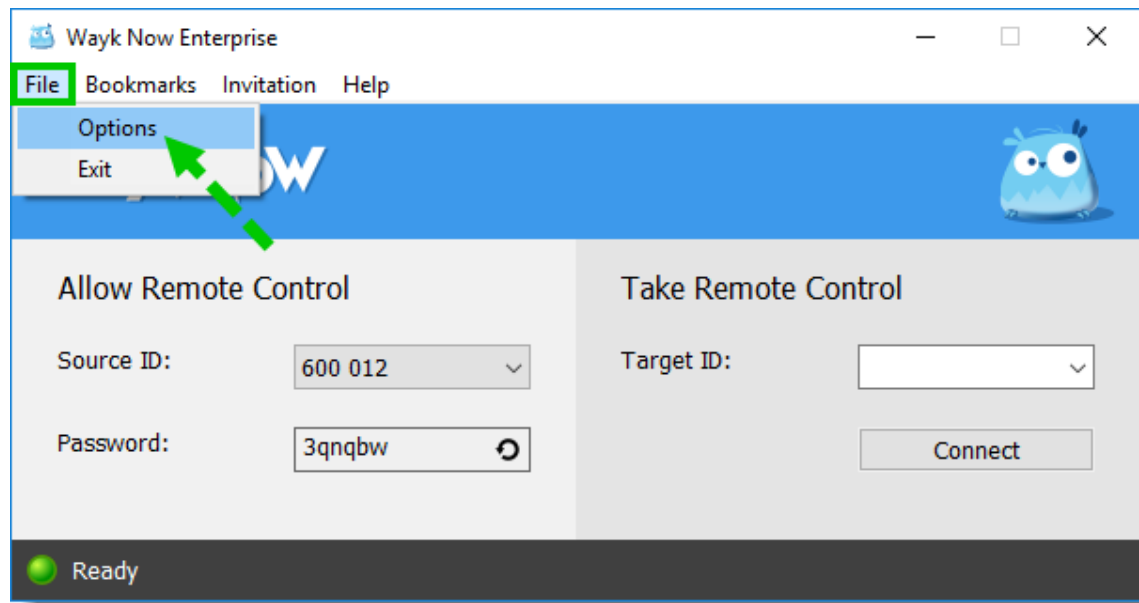 Wayk Now Enterprise
File Bookmarks Invitation Help
Options
Exit
Allow Remote Control
Source ID: 600 012
Password: 3qnqbw
Take Remote Control
Target ID:
Connect
Ready